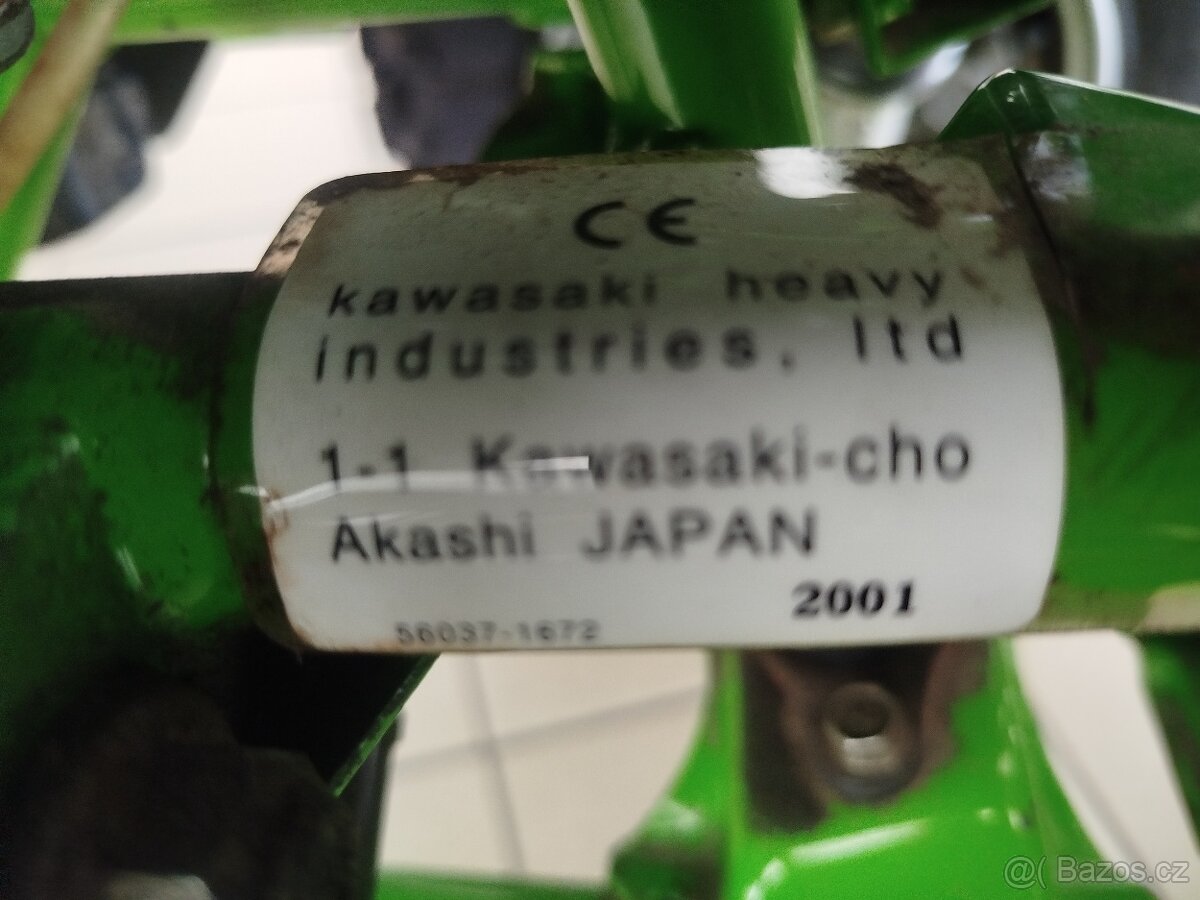 CE
kawasaki heavy
industries, ltd
1-1 Kawasaki-cho
Akashi JAPAN
2001
56037-1672
@( Bazos.cz